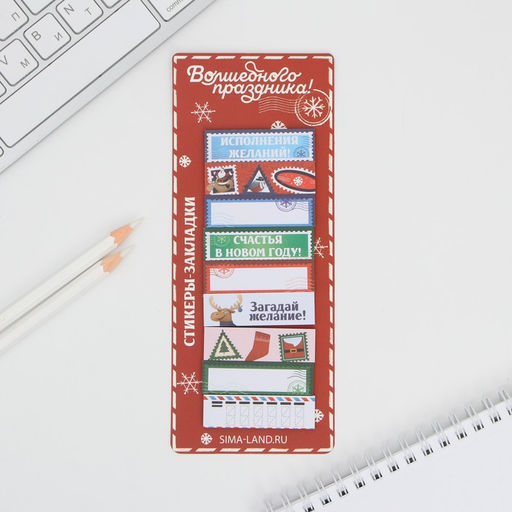 Волшебного
праздника!
ИСПОЛНЕНИЯ
ЖЕЛАНИЙ!
СЧАСТЬЯ
В НОВОМ ГОДУ!
Загадай
желание!
СТИКЕРЫ-ЗАКЛАДКИ
SIMA-LAND.RU